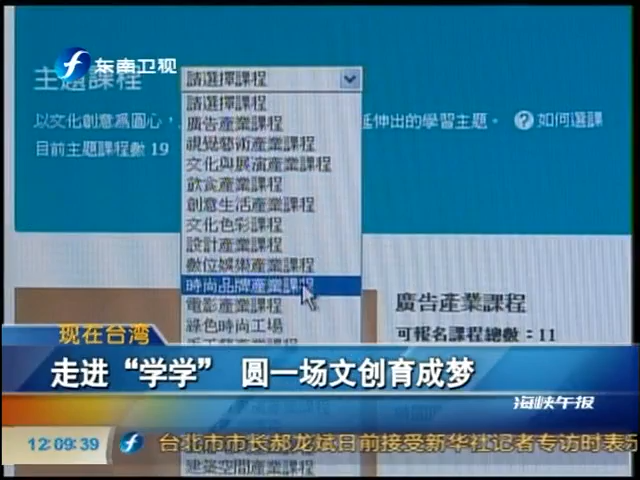 东南卫视
主題課程
請選擇課程
請選擇課程
廣告產業課程
視覺藝術產業課程
文化與展演產業課程
飲食產業課程
創意生活產業課程
文化色彩課程
設計產業課程
數位娛樂產業課程
時尚品牌產業課程
電影產業課程
綠色時尚工場
以文化創意為圓心，
延伸出的學習主題。
如何選課
目前主題課程數 19
廣告產業課程
可報名課程總數：11
现在台湾
走进“学学” 圆一场文创育成梦
海峡午报
12:09:39
台北市市长郝龙斌日前接受新华社记者专访时表示
建築空間產業課程